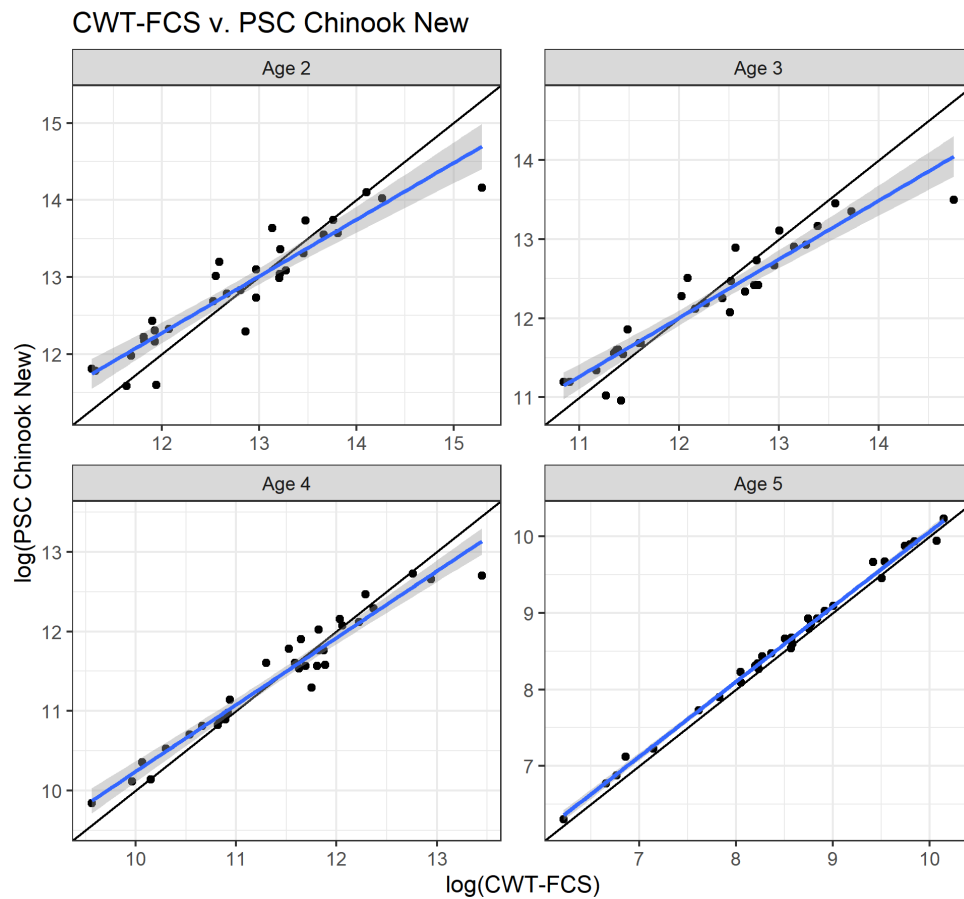 CWT-FCS v. PSC Chinook New
Age 2
Age 3
15
14
13
12
12 13 14 15
14
13
12
11
11 12 13 14
Age 4
Age 5
13
12
11
10
10 11 12 13
10
9
8
7
7 8 9 10
log(PSC Chinook New)
log(CWT-FCS)